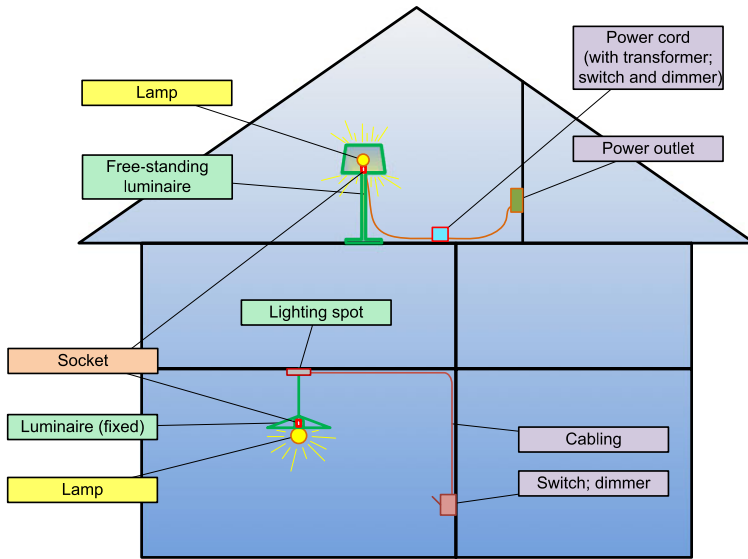 Power cord
(with transformer;
switch and dimmer)
Lamp
Power outlet
Free-standing
luminaire
Lighting spot
Socket
Luminaire (fixed)
Cabling
Lamp
Switch; dimmer